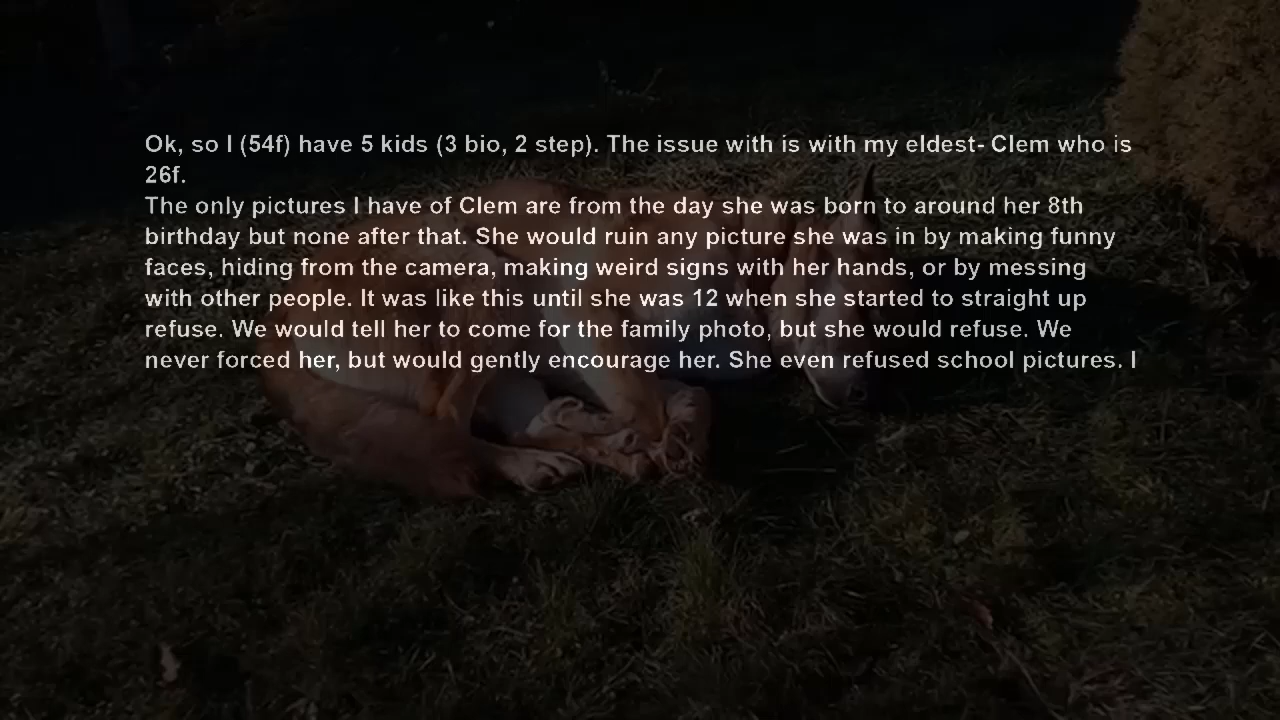 Ok, so I (54f) have 5 kids (3 bio, 2 step). The issue with is with my eldest- Clem who is
26f.
The only pictures I have of Clem are from the day she was born to around her 8th
birthday but none after that. She would ruin any picture she was in by making funny
faces, hiding from the camera, making weird signs with her hands, or by messing
with other people. It was like this until she was 12 when she started to straight up
refuse. We would tell her to come for the family photo, but she would refuse. We
never forced her, but would gently encourage her. She even refused school pictures. I